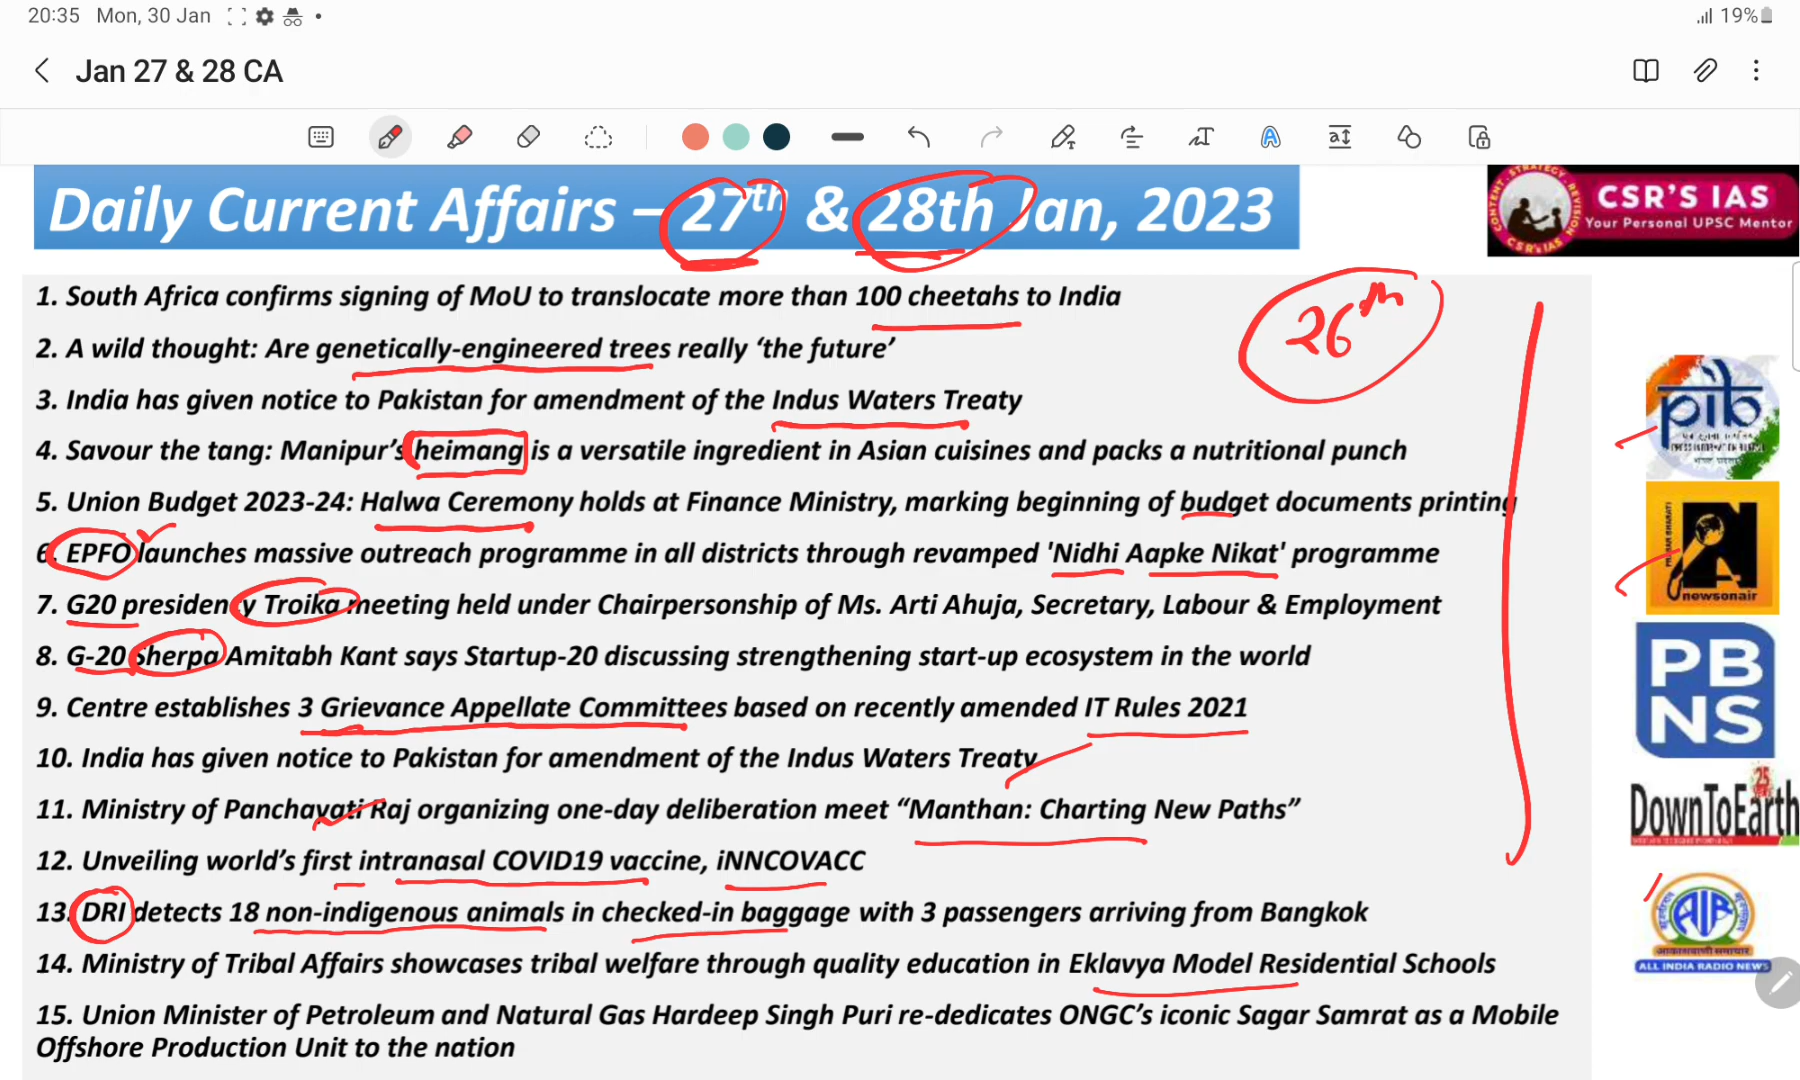 20:35 Mon, 30 Jan 19%
Jan 27 & 28 CA
Daily Current Affairs – 27th & 28th Jan, 2023
CONTENT-STRATEGY-REVISION
CSR'S IAS
CSR'S IAS
Your Personal UPSC Mentor
26th
1. South Africa confirms signing of MoU to translocate more than 100 cheetahs to India
2. A wild thought: Are genetically-engineered trees really ‘the future’
3. India has given notice to Pakistan for amendment of the Indus Waters Treaty
4. Savour the tang: Manipur’s heimang is a versatile ingredient in Asian cuisines and packs a nutritional punch
5. Union Budget 2023-24: Halwa Ceremony holds at Finance Ministry, marking beginning of budget documents printing
6. EPFO launches massive outreach programme in all districts through revamped 'Nidhi Aapke Nikat' programme
7. G20 presidency Troika meeting held under Chairpersonship of Ms. Arti Ahuja, Secretary, Labour & Employment
8. G-20 Sherpa Amitabh Kant says Startup-20 discussing strengthening start-up ecosystem in the world
9. Centre establishes 3 Grievance Appellate Committees based on recently amended IT Rules 2021
10. India has given notice to Pakistan for amendment of the Indus Waters Treaty
11. Ministry of Panchayati Raj organizing one-day deliberation meet “Manthan: Charting New Paths”
12. Unveiling world’s first intranasal COVID19 vaccine, iNNCOVACC
13. DRI detects 18 non-indigenous animals in checked-in baggage with 3 passengers arriving from Bangkok
14. Ministry of Tribal Affairs showcases tribal welfare through quality education in Eklavya Model Residential Schools
15. Union Minister of Petroleum and Natural Gas Hardeep Singh Puri re-dedicates ONGC’s iconic Sagar Samrat as a Mobile
Offshore Production Unit to the nation
pib
PRASAR BHARATI
newsonair
PB
NS
25
DownToEarth
AIR
आकाशवाणी समाचार
ALL INDIA RADIO NEWS